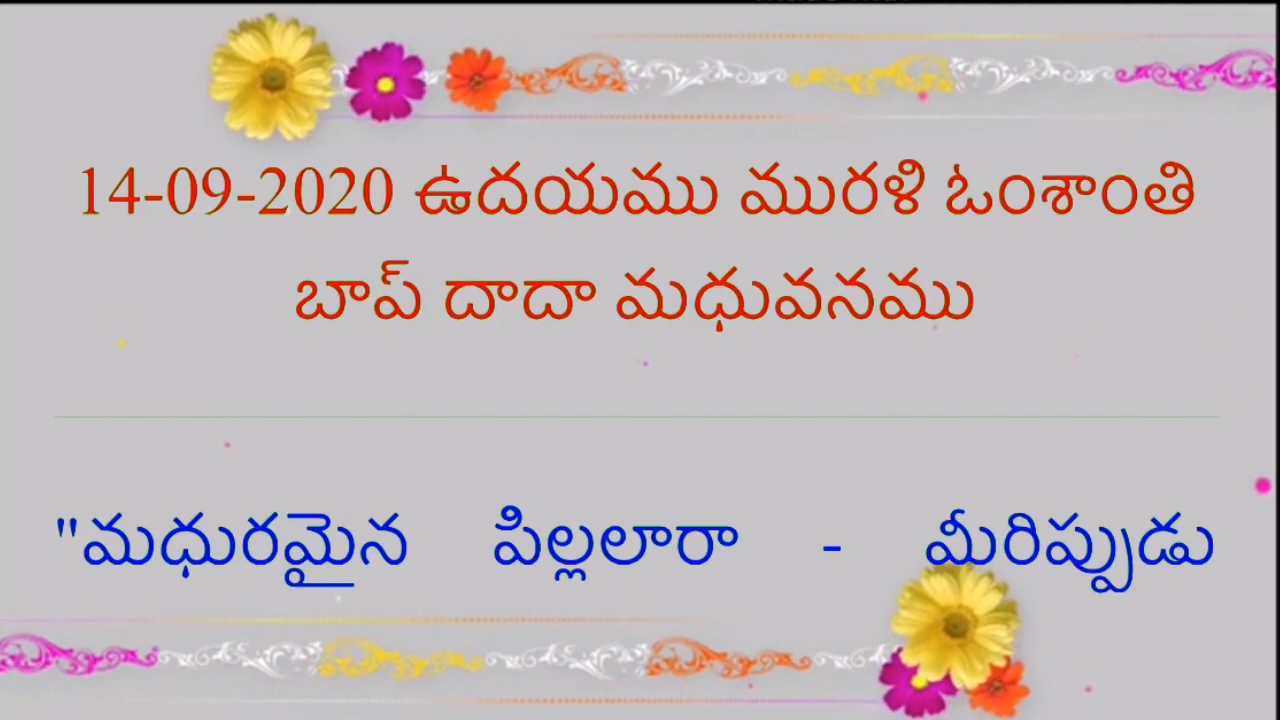 14-09-2020 ఉదయము మురళి ఓంశాంతి
బాప్ దాదా మధువనము
"మధురమైన పిల్లలారా - మీరిప్పుడు